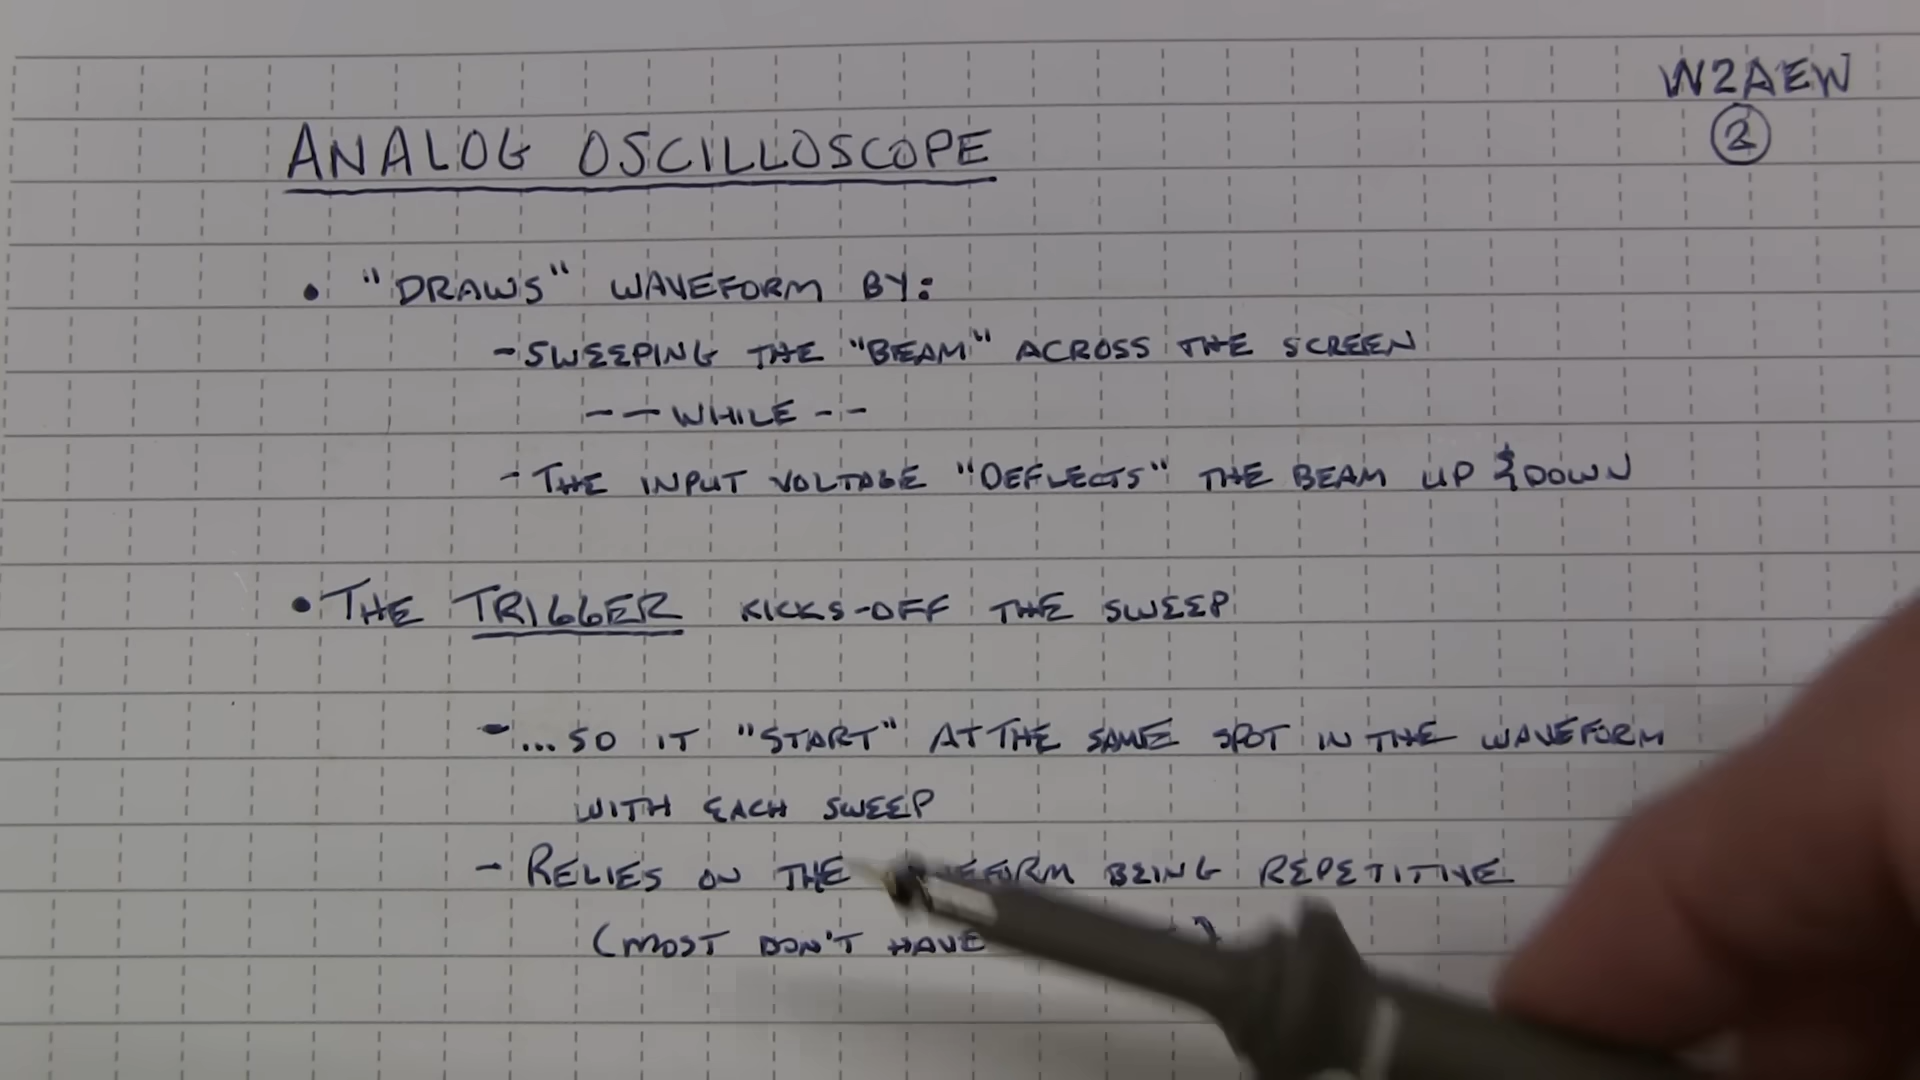 W2AEW
2
ANALOG OSCILLOSCOPE
• "DRAWS" WAVEFORM BY:
- SWEEPING THE "BEAM" ACROSS THE SCREEN
-- WHILE --
- THE INPUT VOLTAGE "DEFLECTS" THE BEAM UP & DOWN
• THE TRIGGER KICKS-OFF THE SWEEP
- ...SO IT "START" AT THE SAME SPOT IN THE WAVEFORM
WITH EACH SWEEP
- RELIES ON THE BEING REPETITIVE
(MOST DON'T HAVE )